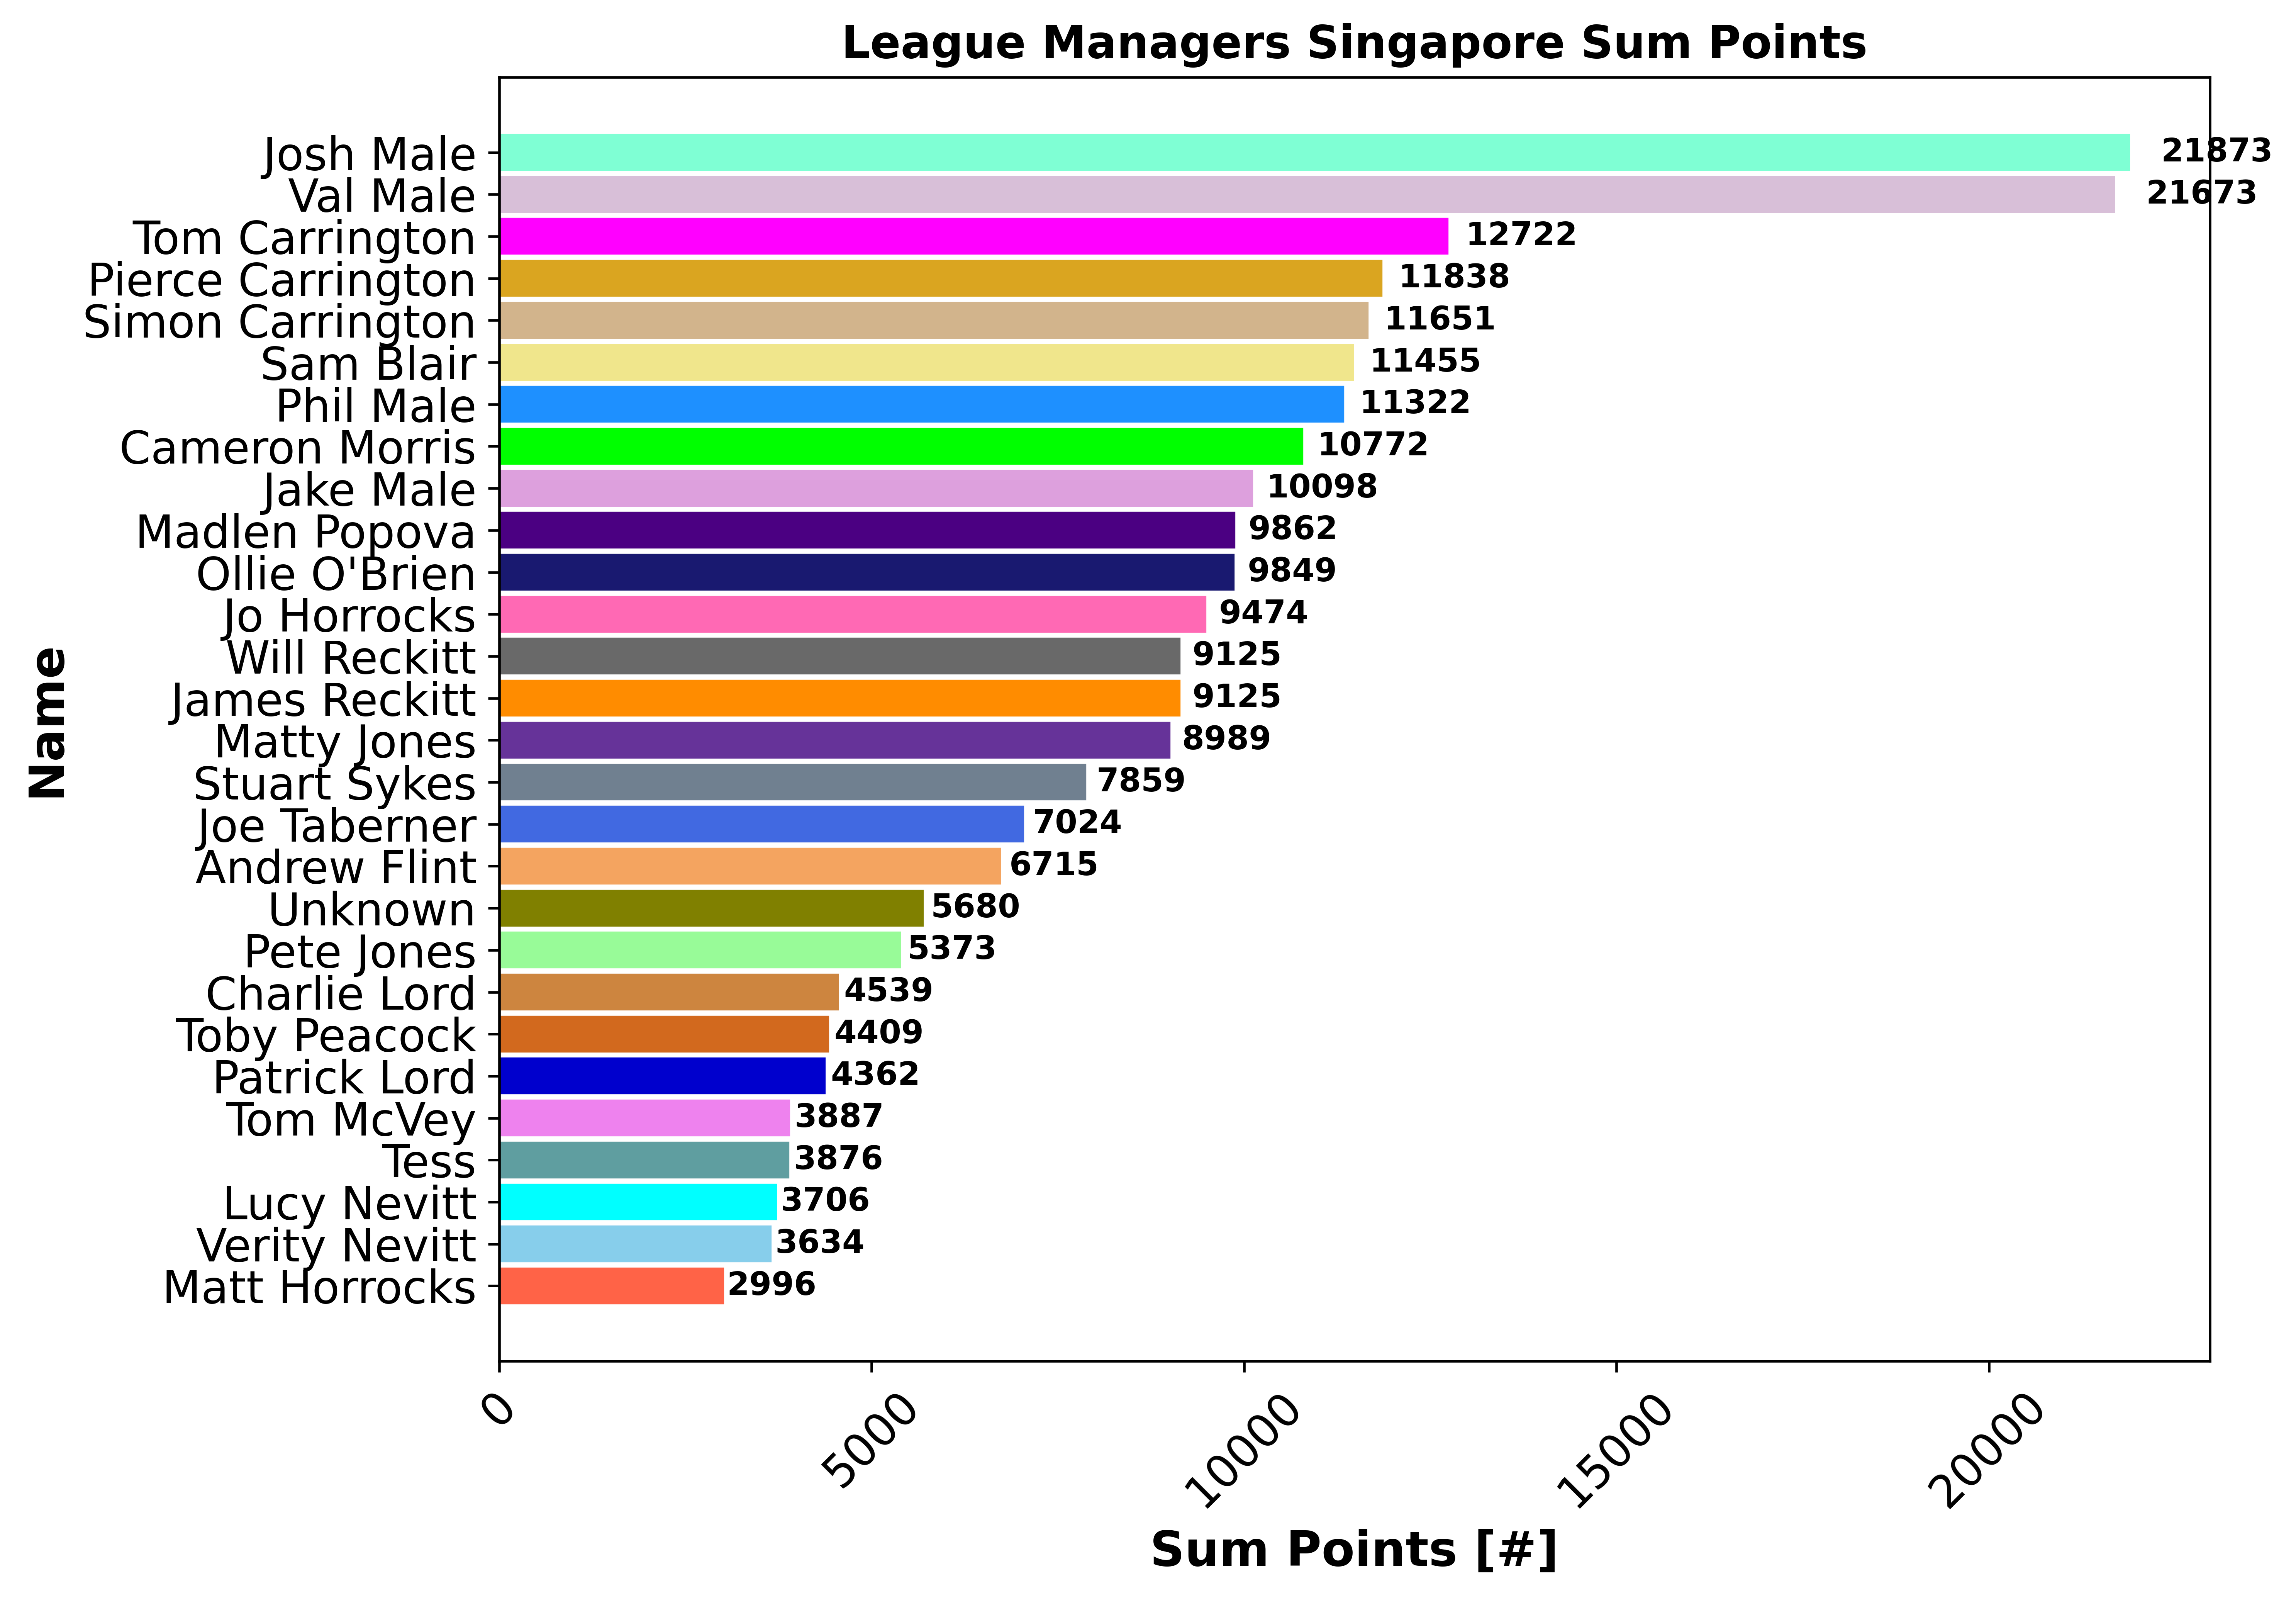 League Managers Singapore Sum Points
Josh Male 21873
Val Male 21673
Tom Carrington 12722
Pierce Carrington 11838
Simon Carrington 11651
Sam Blair 11455
Phil Male 11322
Cameron Morris 10772
Jake Male 10098
Madlen Popova 9862
Ollie O'Brien 9849
Jo Horrocks 9474
Will Reckitt 9125
James Reckitt 9125
Matty Jones 8989
Stuart Sykes 7859
Joe Taberner 7024
Andrew Flint 6715
Unknown 5680
Pete Jones 5373
Charlie Lord 4539
Toby Peacock 4409
Patrick Lord 4362
Tom McVey 3887
Tess 3876
Lucy Nevitt 3706
Verity Nevitt 3634
Matt Horrocks 2996
Name
0 5000 10000 15000 20000
Sum Points [#]